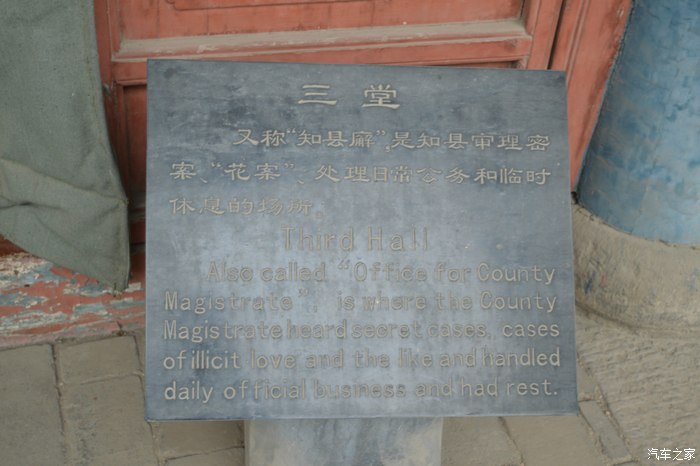 三堂
又称“知县廨”，是知县审理密
案、“花案”、处理日常公务和临时
休息的场所。
Third Hall
Also called “Office for County
Magistrate”, is where the County
Magistrate heard secret cases, cases
of illicit love and the like and handled
daily official business and had rest.
汽车之家